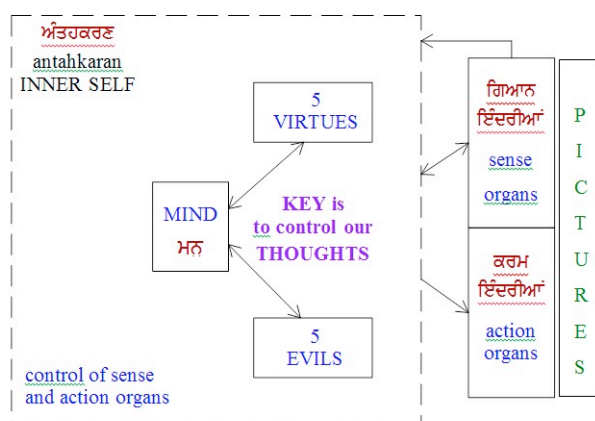 ਅੰਤਹਕਰਣ
antahkaran
INNER SELF
5
VIRTUES
MIND
ਮਨੁ
KEY is
to control our
THOUGHTS
5
EVILS
control of sense
and action organs
ਗਿਆਨ
ਇੰਦਰੀਆਂ
sense
organs
ਕਰਮ
ਇੰਦਰੀਆਂ
action
organs
PICTURES